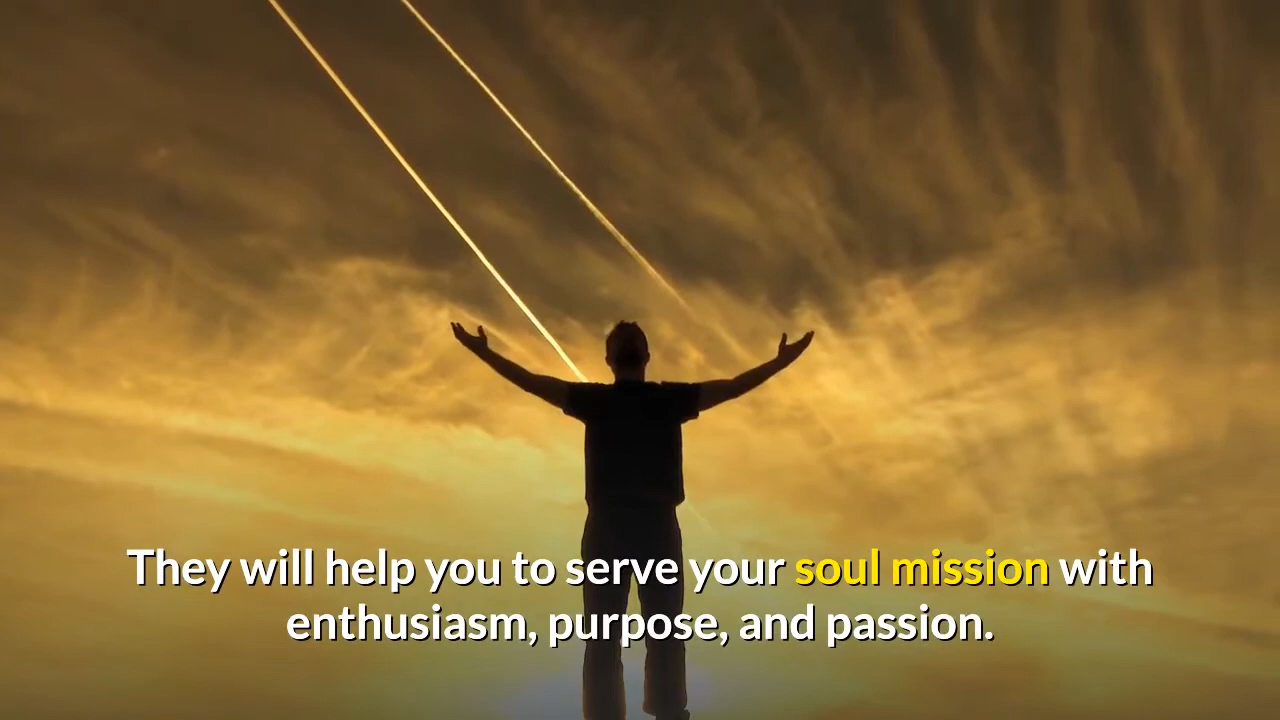 They will help you to serve your soul mission with
enthusiasm, purpose, and passion.